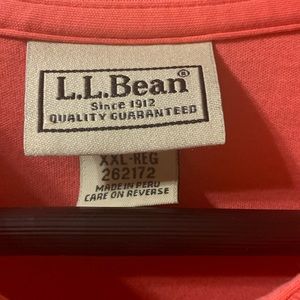 L.L.Bean®
Since 1912
QUALITY GUARANTEED
XXL-REG
262172
MADE IN PERU
CARE ON REVERSE